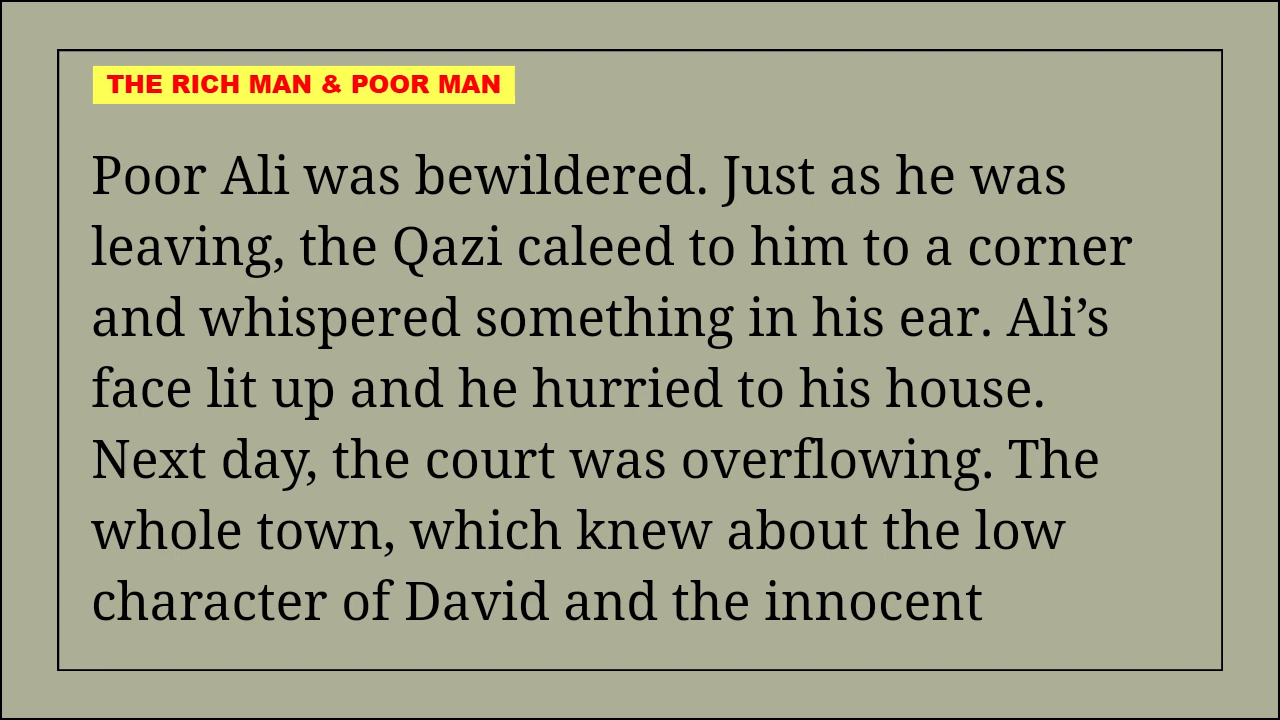 THE RICH MAN & POOR MAN
Poor Ali was bewildered. Just as he was
leaving, the Qazi caleed to him to a corner
and whispered something in his ear. Ali’s
face lit up and he hurried to his house.
Next day, the court was overflowing. The
whole town, which knew about the low
character of David and the innocent